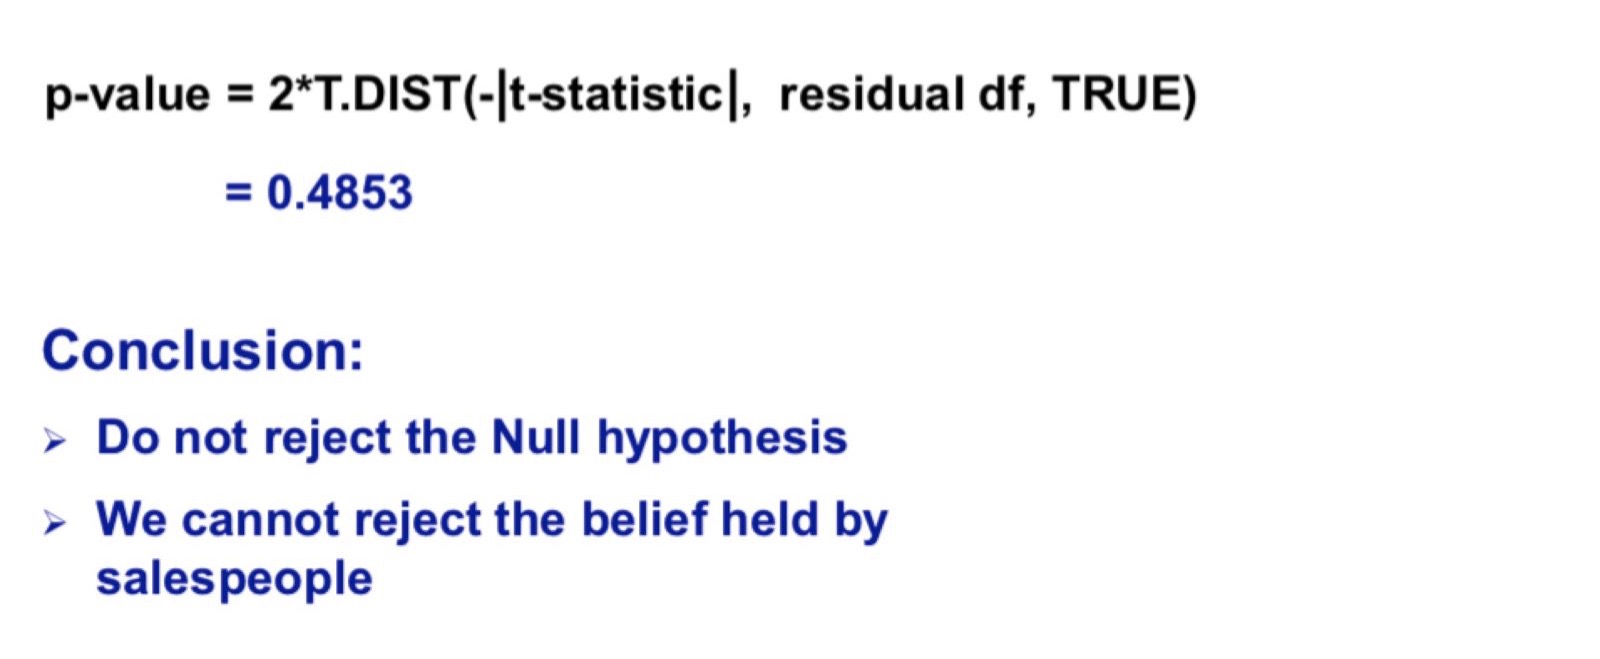 p-value = 2*T.DIST(-|t-statistic|, residual df, TRUE)
= 0.4853
Conclusion:
➢ Do not reject the Null hypothesis
➢ We cannot reject the belief held by
salespeople